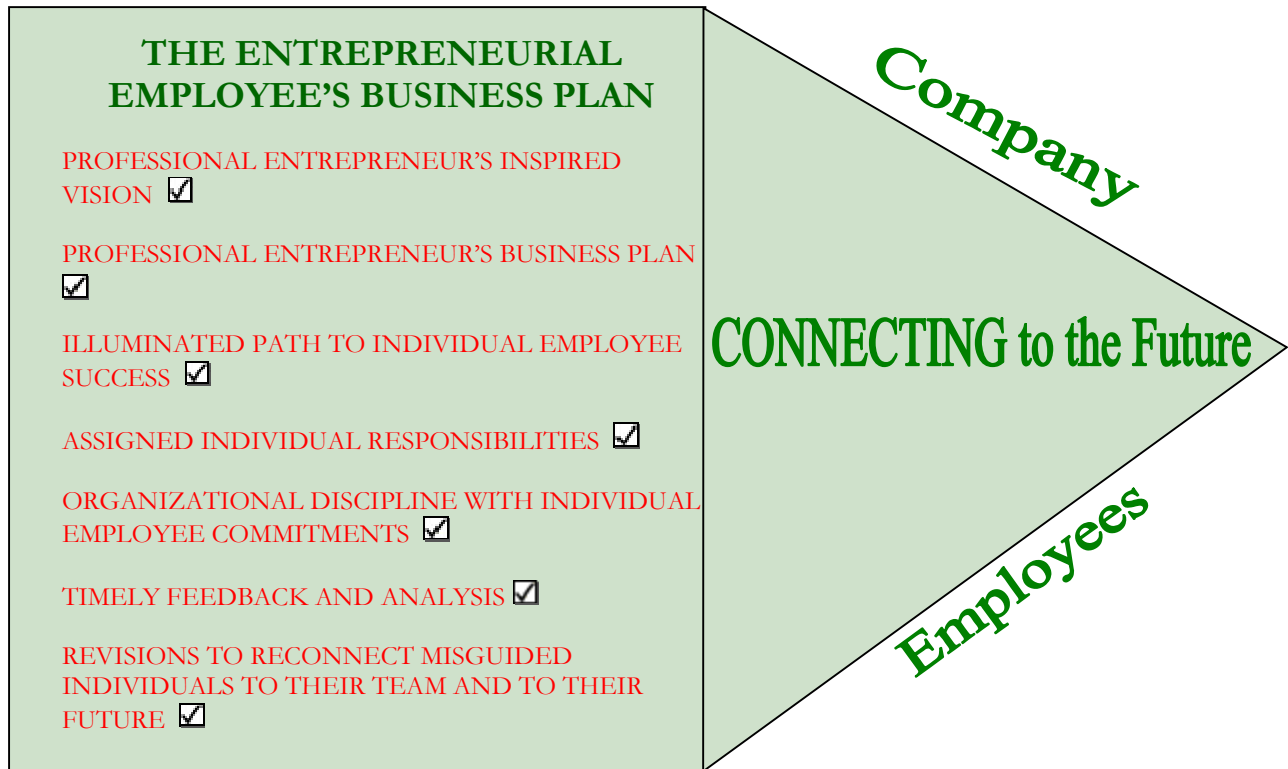 THE ENTREPRENEURIAL
EMPLOYEE’S BUSINESS PLAN
PROFESSIONAL ENTREPRENEUR’S INSPIRED
VISION ☑
PROFESSIONAL ENTREPRENEUR’S BUSINESS PLAN
☑
ILLUMINATED PATH TO INDIVIDUAL EMPLOYEE
SUCCESS ☑
ASSIGNED INDIVIDUAL RESPONSIBILITIES ☑
ORGANIZATIONAL DISCIPLINE WITH INDIVIDUAL
EMPLOYEE COMMITMENTS ☑
TIMELY FEEDBACK AND ANALYSIS ☑
REVISIONS TO RECONNECT MISGUIDED
INDIVIDUALS TO THEIR TEAM AND TO THEIR
FUTURE ☑
Company
CONNECTING to the Future
Employees